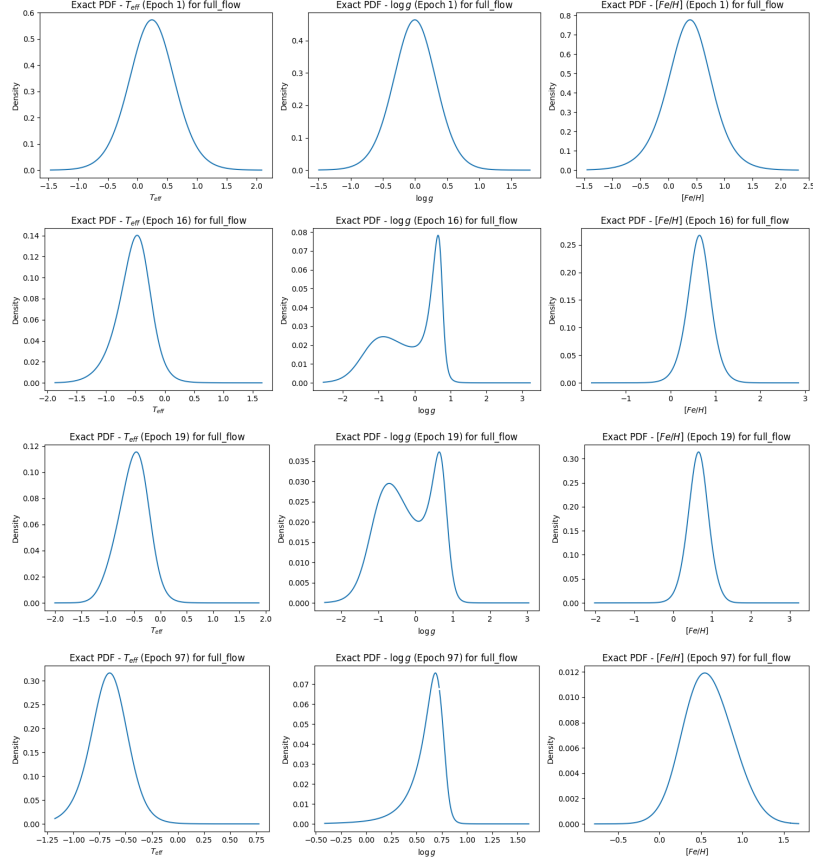 Exact PDF - T_eff (Epoch 1) for full_flow
0.6
0.5
0.4
0.3
0.2
0.1
0.0
Density
−1.5 −1.0 −0.5 0.0 0.5 1.0 1.5 2.0
T_eff
Exact PDF - log g (Epoch 1) for full_flow
0.4
0.3
0.2
0.1
0.0
Density
−1.5 −1.0 −0.5 0.0 0.5 1.0 1.5
log g
Exact PDF - [Fe/H] (Epoch 1) for full_flow
0.8
0.7
0.6
0.5
0.4
0.3
0.2
0.1
0.0
Density
−1.5 −1.0 −0.5 0.0 0.5 1.0 1.5 2.0 2.5
[Fe/H]
Exact PDF - T_eff (Epoch 16) for full_flow
0.14
0.12
0.10
0.08
0.06
0.04
0.02
0.00
Density
−2.0 −1.5 −1.0 −0.5 0.0 0.5 1.0 1.5
T_eff
Exact PDF - log g (Epoch 16) for full_flow
0.08
0.07
0.06
0.05
0.04
0.03
0.02
0.01
0.00
Density
−2 −1 0 1 2 3
log g
Exact PDF - [Fe/H] (Epoch 16) for full_flow
0.25
0.20
0.15
0.10
0.05
0.00
Density
−1 0 1 2 3
[Fe/H]
Exact PDF - T_eff (Epoch 19) for full_flow
0.12
0.10
0.08
0.06
0.04
0.02
0.00
Density
−2.0 −1.5 −1.0 −0.5 0.0 0.5 1.0 1.5 2.0
T_eff
Exact PDF - log g (Epoch 19) for full_flow
0.035
0.030
0.025
0.020
0.015
0.010
0.005
0.000
Density
−2 −1 0 1 2 3
log g
Exact PDF - [Fe/H] (Epoch 19) for full_flow
0.30
0.25
0.20
0.15
0.10
0.05
0.00
Density
−2 −1 0 1 2 3
[Fe/H]
Exact PDF - T_eff (Epoch 97) for full_flow
0.30
0.25
0.20
0.15
0.10
0.05
0.00
Density
−1.25 −1.00 −0.75 −0.50 −0.25 0.00 0.25 0.50 0.75
T_eff
Exact PDF - log g (Epoch 97) for full_flow
0.07
0.06
0.05
0.04
0.03
0.02
0.01
0.00
Density
−0.50 −0.25 0.00 0.25 0.50 0.75 1.00 1.25 1.50
log g
Exact PDF - [Fe/H] (Epoch 97) for full_flow
0.012
0.010
0.008
0.006
0.004
0.002
0.000
Density
−0.5 0.0 0.5 1.0 1.5
[Fe/H]